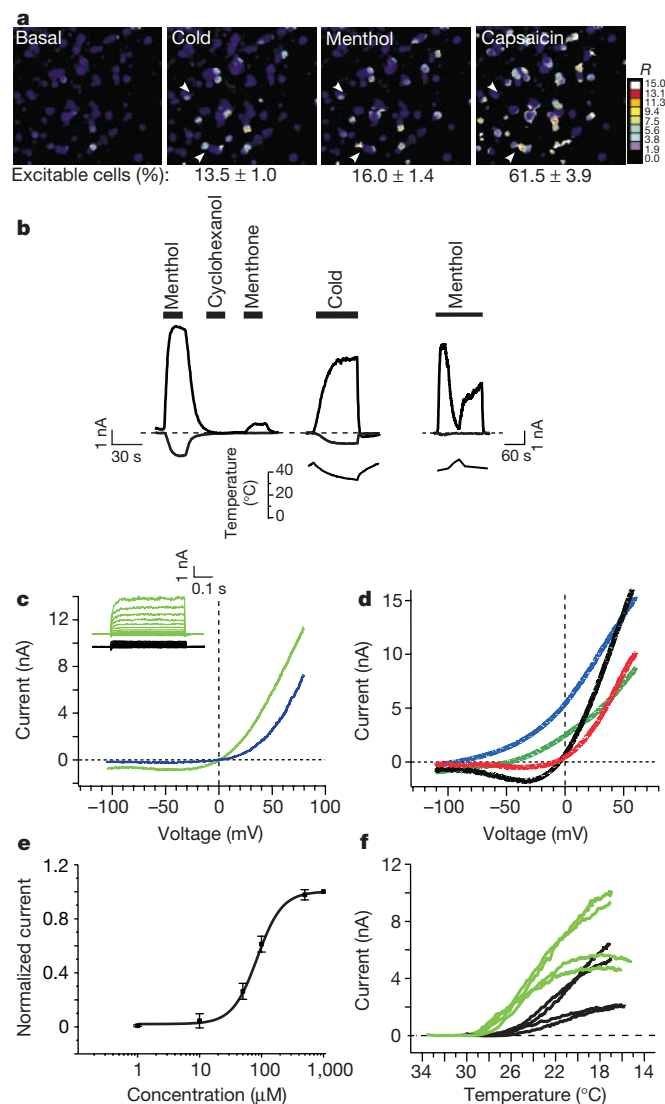 a
Basal
Cold
Menthol
Capsaicin
R
15.0
13.1
11.3
9.4
7.5
5.6
3.8
1.9
0.0
Excitable cells (%):
13.5 ± 1.0
16.0 ± 1.4
61.5 ± 3.9
b
Menthol
Cyclohexanol
Menthone
Cold
Menthol
1 nA
30 s
1 nA
60 s
Temperature
(°C)
40
20
0
c
1 nA
0.1 s
Current (nA)
12
8
4
0
−100
−50
0
50
100
Voltage (mV)
d
Current (nA)
15
10
5
0
−100
−50
0
50
Voltage (mV)
e
Normalized current
1.2
0.8
0.4
0
1
10
100
1,000
Concentration (μM)
f
Current (nA)
12
8
4
0
34
30
26
22
18
14
Temperature (°C)